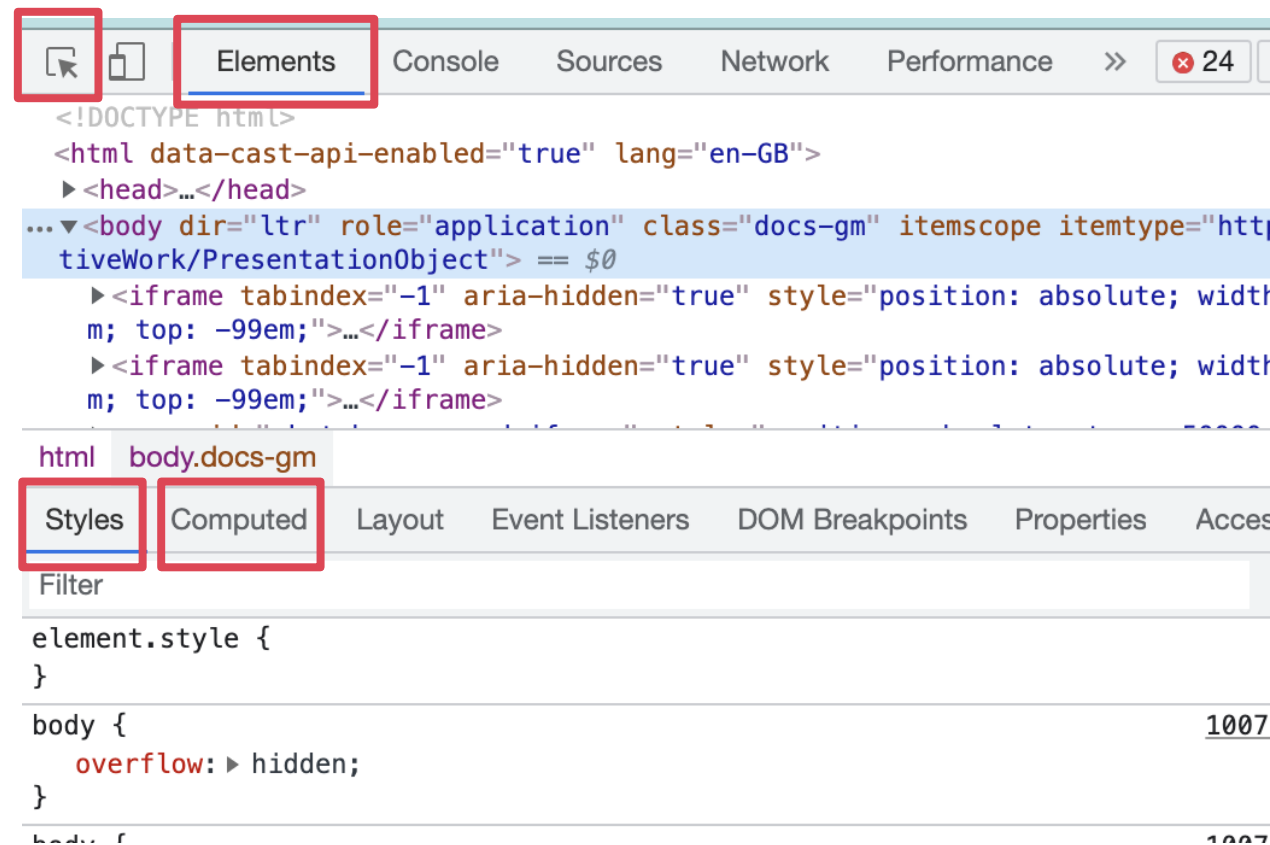 Elements Console Sources Network Performance » 24
<!DOCTYPE html>
<html data-cast-api-enabled="true" lang="en-GB">
▶<head>…</head>
…▼<body dir="ltr" role="application" class="docs-gm" itemscope itemtype="http
tiveWork/PresentationObject"> == $0
▶<iframe tabindex="-1" aria-hidden="true" style="position: absolute; width
m; top: -99em;">…</iframe>
▶<iframe tabindex="-1" aria-hidden="true" style="position: absolute; width
m; top: -99em;">…</iframe>
html body.docs-gm
Styles Computed Layout Event Listeners DOM Breakpoints Properties Acces
Filter
element.style {
}
body {
1007
overflow:▶ hidden;
}
body {
1007